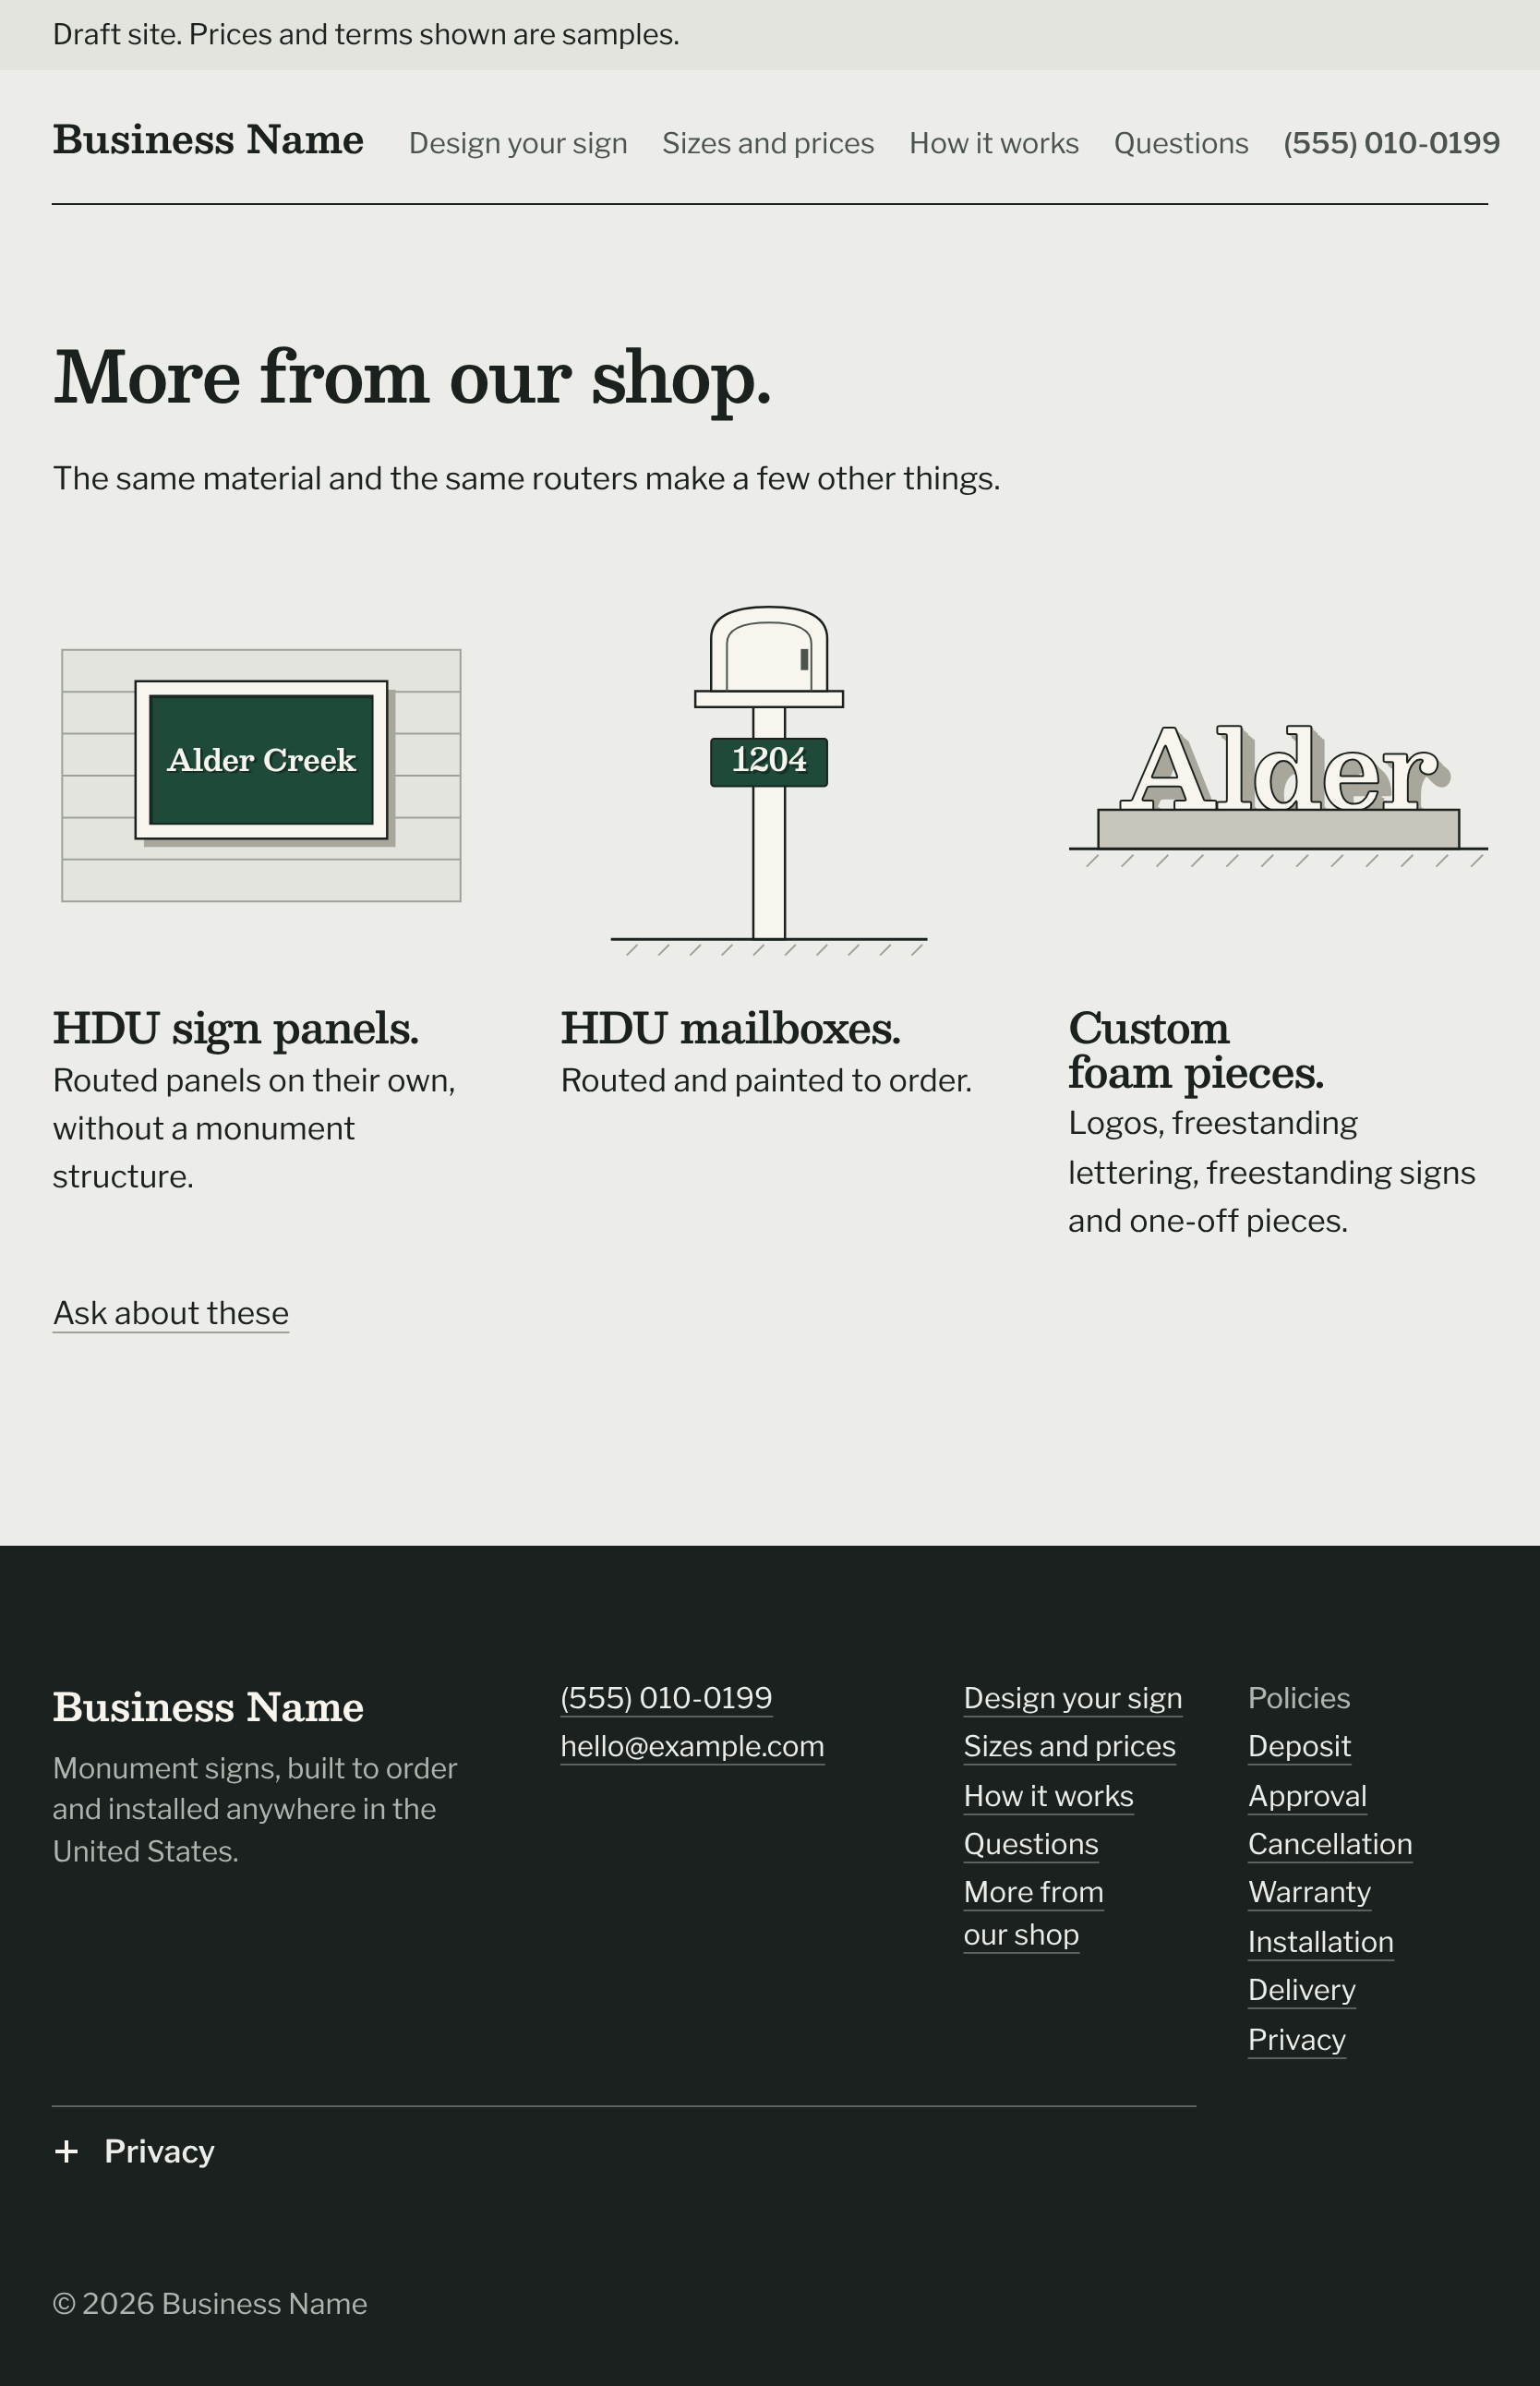 Draft site. Prices and terms shown are samples.
Business Name
Design your sign
Sizes and prices
How it works
Questions
(555) 010-0199
More from our shop.
The same material and the same routers make a few other things.
Alder Creek
1204
Alder
HDU sign panels.
Routed panels on their own,
without a monument
structure.
HDU mailboxes.
Routed and painted to order.
Custom
foam pieces.
Logos, freestanding
lettering, freestanding signs
and one-off pieces.
Ask about these
Business Name
Monument signs, built to order
and installed anywhere in the
United States.
(555) 010-0199
hello@example.com
Design your sign
Sizes and prices
How it works
Questions
More from
our shop
Policies
Deposit
Approval
Cancellation
Warranty
Installation
Delivery
Privacy
+ Privacy
© 2026 Business Name